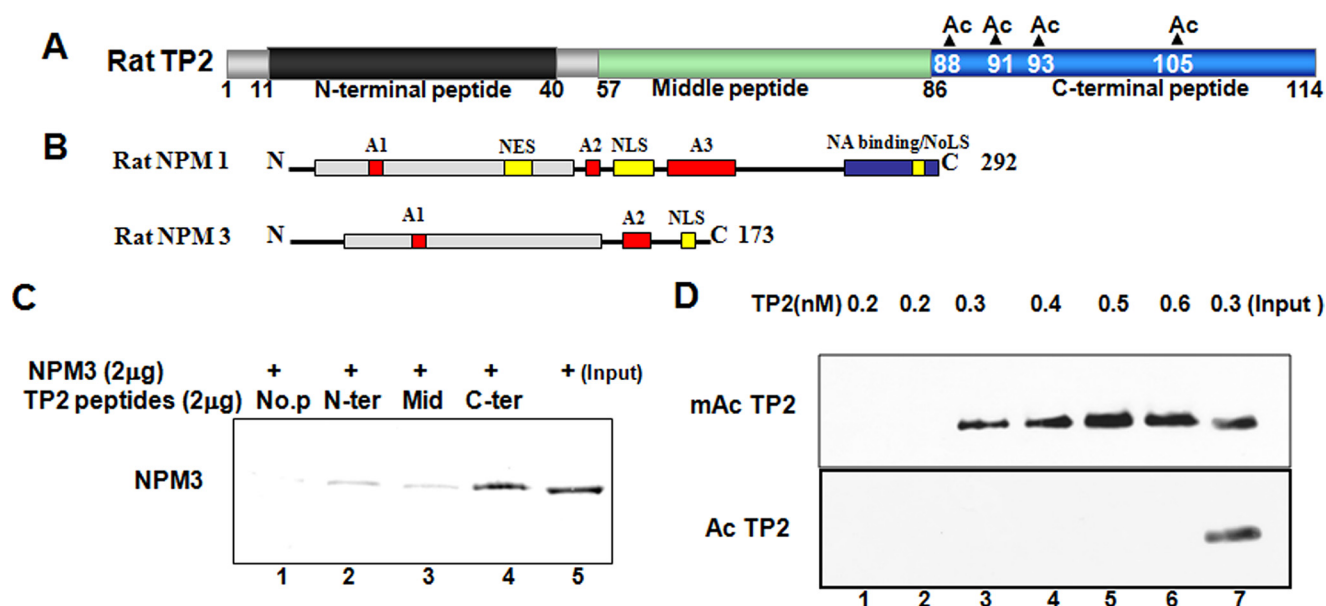 A
Rat TP2
Ac Ac Ac Ac
88 91 93 105
1 11 N-terminal peptide 40 57 Middle peptide 86 C-terminal peptide 114
B
A1 NES A2 NLS A3 NA binding/NoLS
Rat NPM 1 N C 292
A1 A2 NLS
Rat NPM 3 N C 173
C
NPM3 (2µg) + + + + + (Input)
TP2 peptides (2µg) No.p N-ter Mid C-ter
NPM3
1 2 3 4 5
D
TP2(nM) 0.2 0.2 0.3 0.4 0.5 0.6 0.3 (Input )
mAc TP2
Ac TP2
1 2 3 4 5 6 7